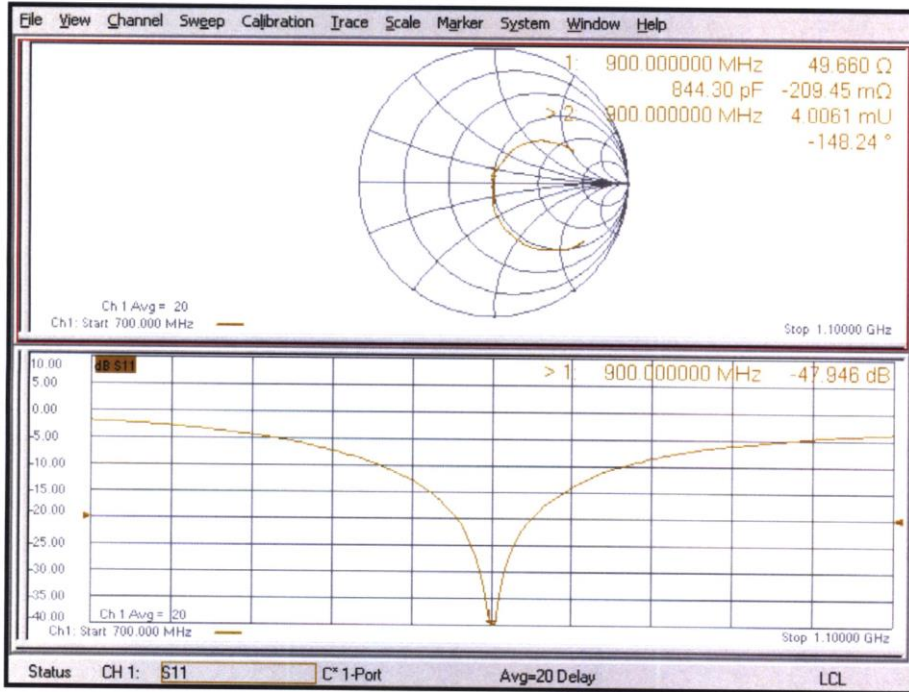 File View Channel Sweep Calibration Trace Scale Marker System Window Help
1: 900.000000 MHz 49.660 Ω
844.30 pF -209.45 mΩ
> 2 900.000000 MHz 4.0061 mU
-148.24 °
Ch 1 Avg = 20
Ch1: Start 700.000 MHz Stop 1.10000 GHz
10.00 dB S11 > 1: 900.000000 MHz -47.946 dB
5.00
0.00
-5.00
-10.00
-15.00
-20.00
-25.00
-30.00
-35.00
-40.00 Ch 1 Avg = 20
Ch1: Start 700.000 MHz Stop 1.10000 GHz
Status CH 1: S11 C* 1-Port Avg=20 Delay LCL